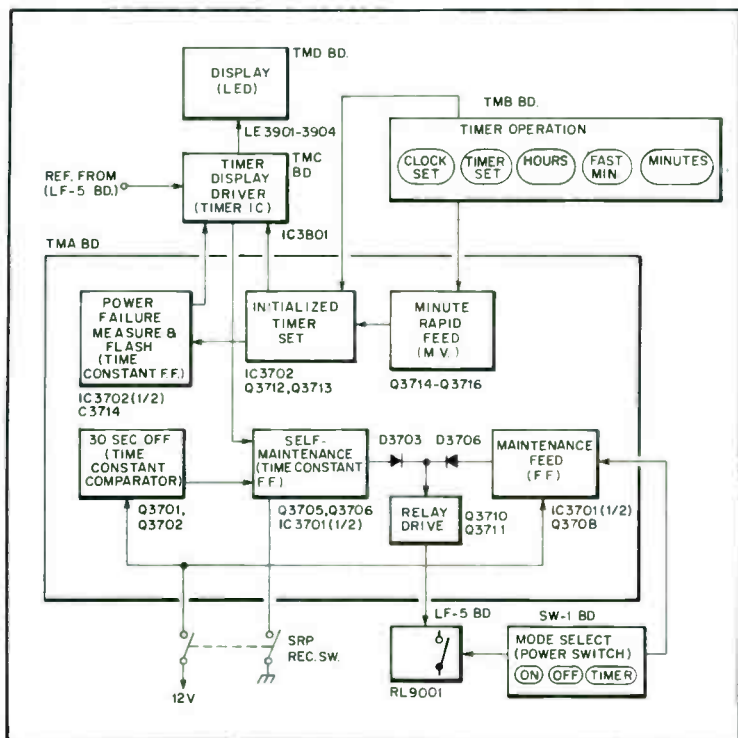 TMD BD.
DISPLAY
(LED)
LE3901-3904
TMB BD.
TIMER OPERATION
CLOCK
SET
TIMER
SET
HOURS
FAST
MIN.
MINUTES
REF. FROM
(LF-5 BD.)
TIMER
DISPLAY
DRIVER
(TIMER IC)
TMC
BD
IC3801
TMA BD
POWER
FAILURE
MEASURE &
FLASH (TIME
CONSTANT F.F.)
IC3702 (1/2)
C3714
INITIALIZED
TIMER
SET
IC3702
Q3712, Q3713
MINUTE
RAPID
FEED
(M.V.)
Q3714-Q3716
30 SEC OFF
(TIME
CONSTANT
COMPARATOR)
Q3701,
Q3702
SELF-
MAINTENANCE
(TIME CONSTANT
F.F.)
Q3705, Q3706
IC3701 (1/2)
D3703
D3706
RELAY
DRIVE
Q3710
Q3711
MAINTENANCE
FEED
(F.F.)
IC3701 (1/2)
Q3708
12V
SRP
REC. SW.
LF-5 BD
RL9001
SW-1 BD
MODE SELECT
(POWER SWITCH)
ON OFF TIMER